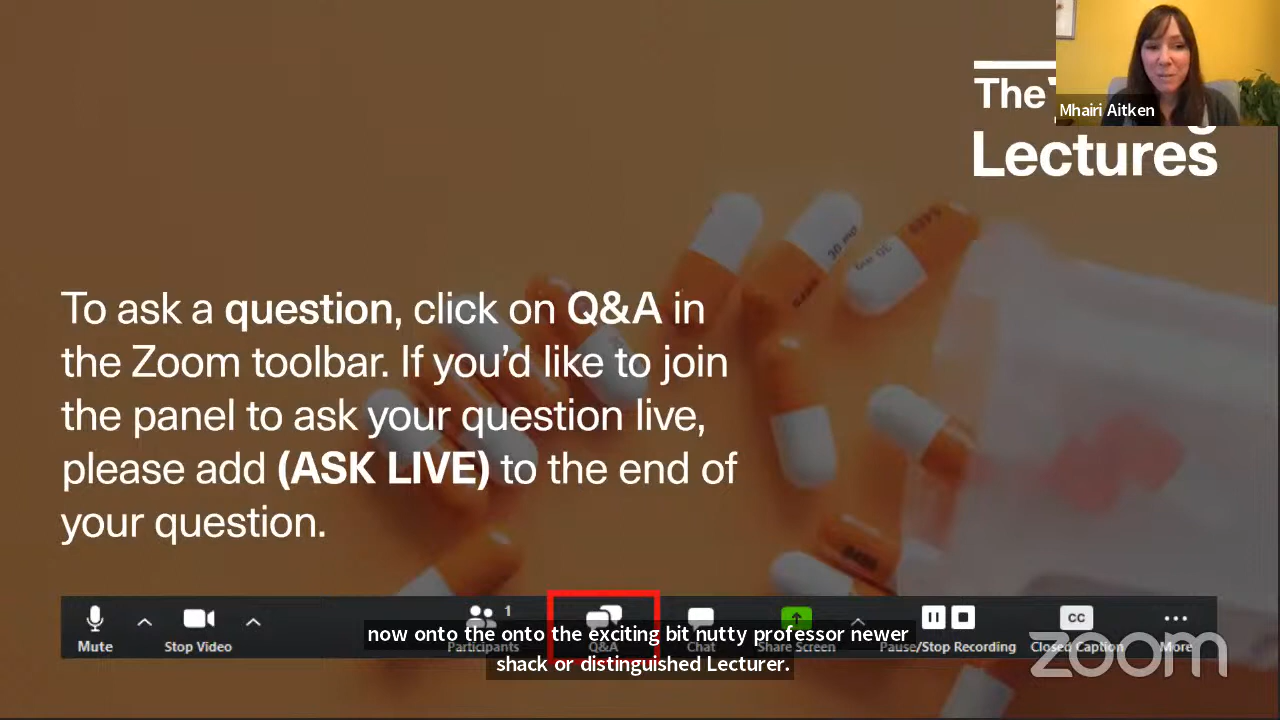 Mhairi Aitken
The
Lectures
To ask a question, click on Q&A in
the Zoom toolbar. If you'd like to join
the panel to ask your question live,
please add (ASK LIVE) to the end of
your question.
1
Mute
Stop Video
Participants
Q&A
Chat
Share Screen
Pause/Stop Recording
CC
Closed Caption
More
now onto the onto the exciting bit nutty professor newer
shack or distinguished Lecturer.
zoom